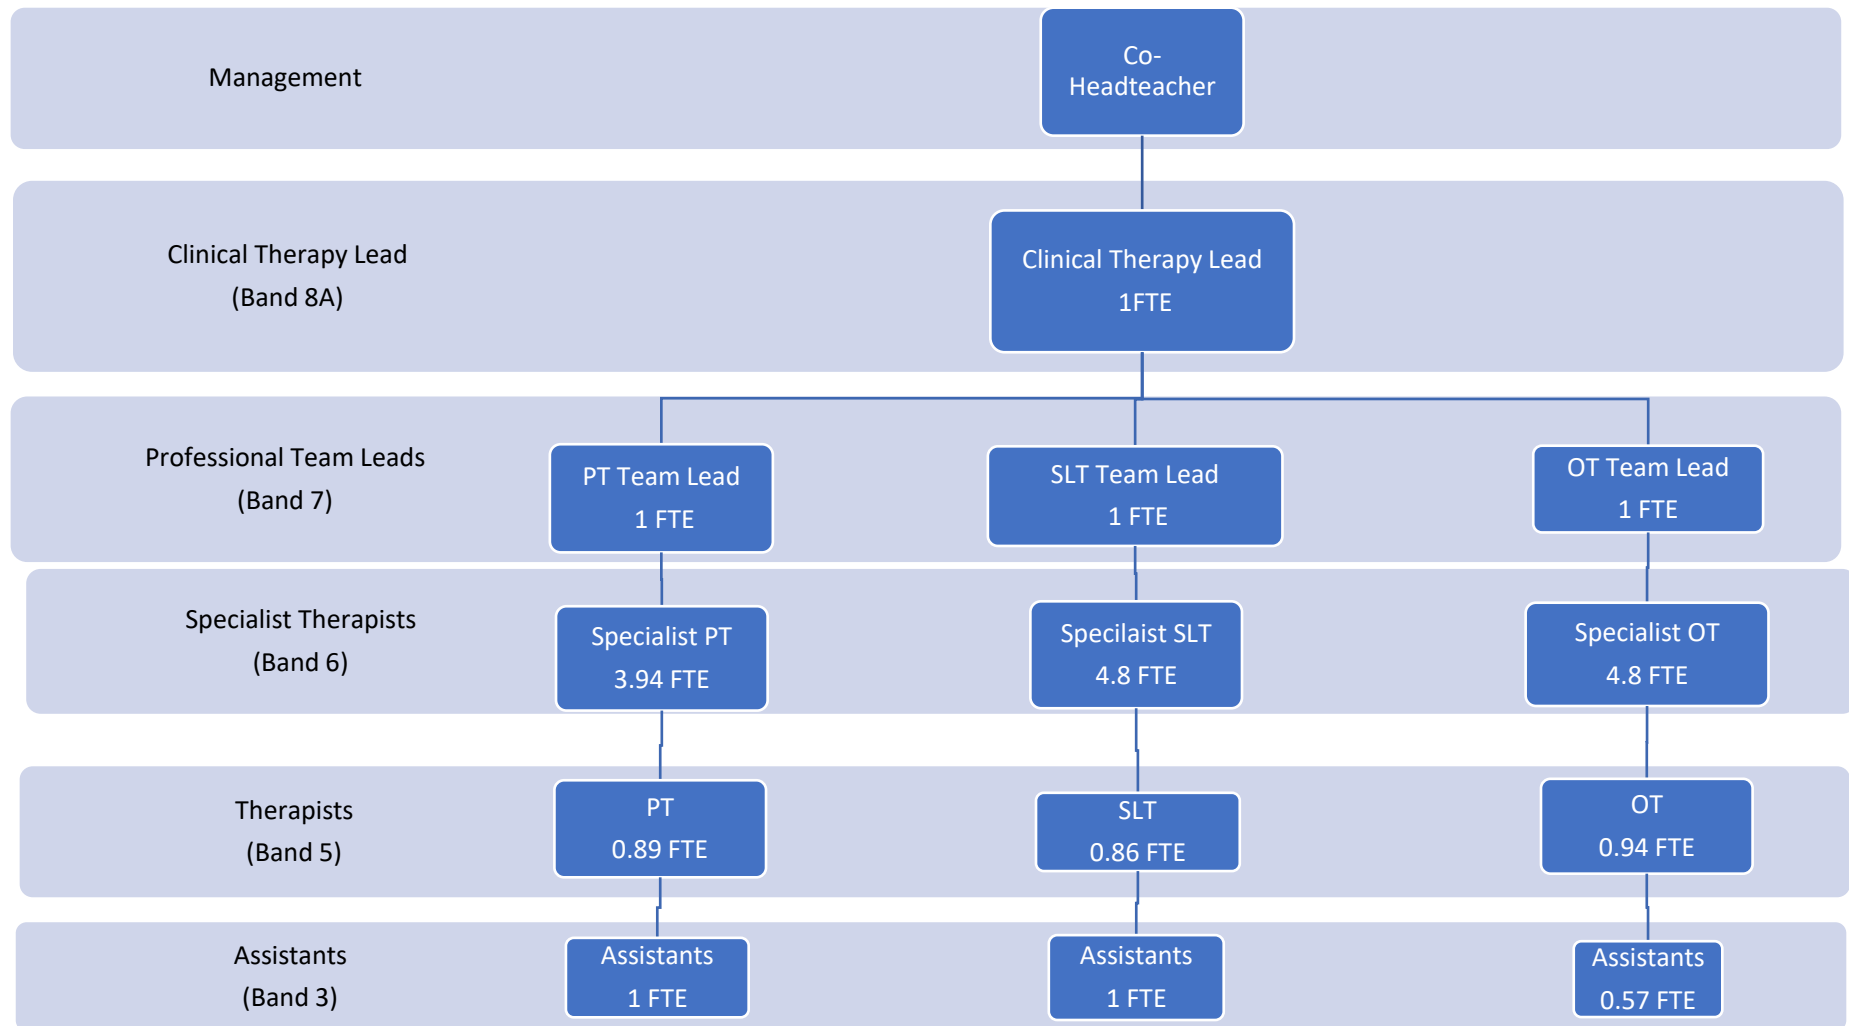 Management
Co-
Headteacher
Clinical Therapy Lead
(Band 8A)
Clinical Therapy Lead
1FTE
Professional Team Leads
(Band 7)
PT Team Lead
1 FTE
SLT Team Lead
1 FTE
OT Team Lead
1 FTE
Specialist Therapists
(Band 6)
Specialist PT
3.94 FTE
Specilaist SLT
4.8 FTE
Specialist OT
4.8 FTE
Therapists
(Band 5)
PT
0.89 FTE
SLT
0.86 FTE
OT
0.94 FTE
Assistants
(Band 3)
Assistants
1 FTE
Assistants
1 FTE
Assistants
0.57 FTE